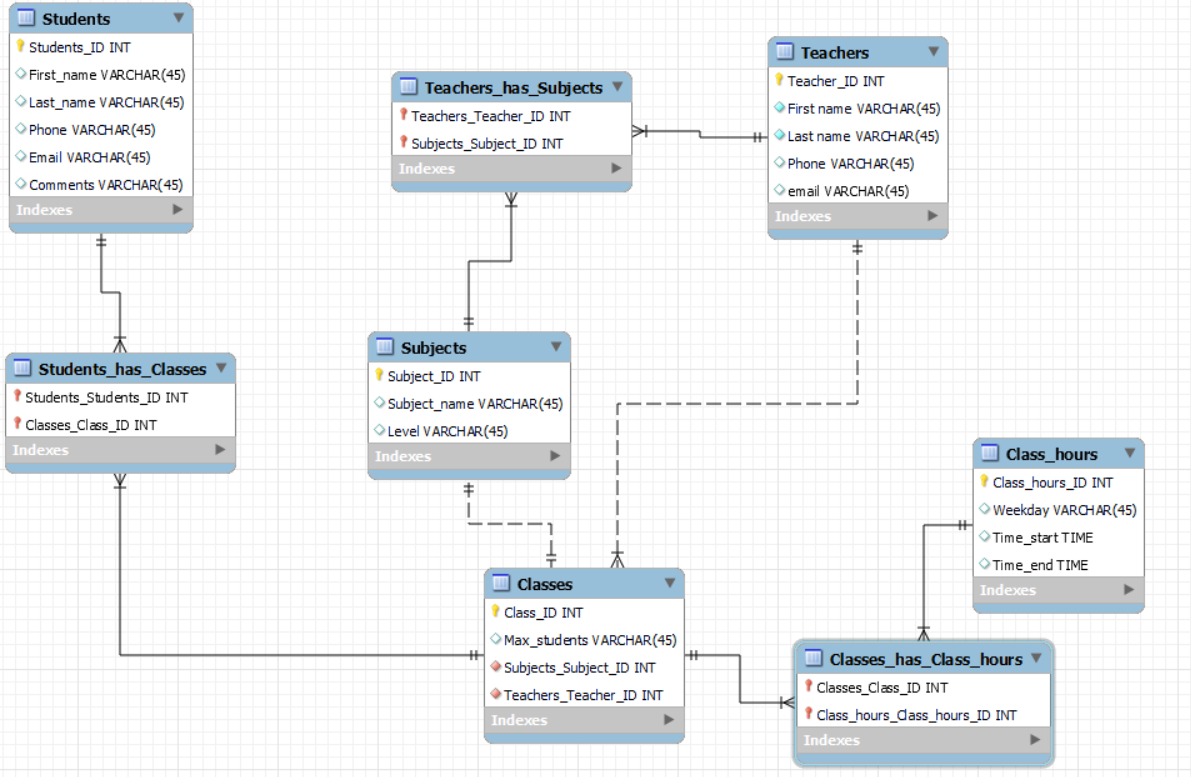 Students
Students_ID INT
First_name VARCHAR(45)
Last_name VARCHAR(45)
Phone VARCHAR(45)
Email VARCHAR(45)
Comments VARCHAR(45)
Indexes
Teachers_has_Subjects
Teachers_Teacher_ID INT
Subjects_Subject_ID INT
Indexes
Teachers
Teacher_ID INT
First name VARCHAR(45)
Last name VARCHAR(45)
Phone VARCHAR(45)
email VARCHAR(45)
Indexes
Students_has_Classes
Students_Students_ID INT
Classes_Class_ID INT
Indexes
Subjects
Subject_ID INT
Subject_name VARCHAR(45)
Level VARCHAR(45)
Indexes
Class_hours
Class_hours_ID INT
Weekday VARCHAR(45)
Time_start TIME
Time_end TIME
Indexes
Classes
Class_ID INT
Max_students VARCHAR(45)
Subjects_Subject_ID INT
Teachers_Teacher_ID INT
Indexes
Classes_has_Class_hours
Classes_Class_ID INT
Class_hours_Class_hours_ID INT
Indexes